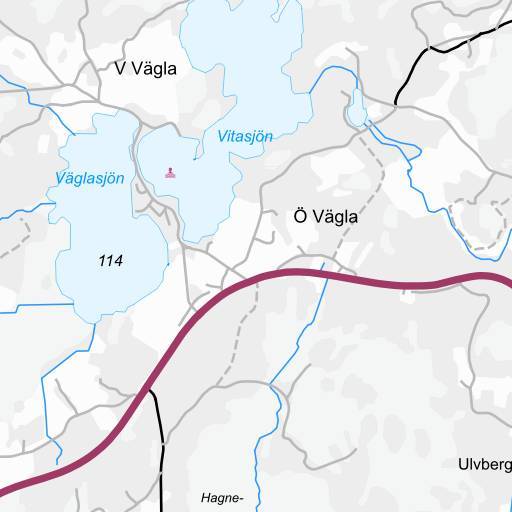 V Vägla
Vitasjön
Väglasjön
Ö Vägla
114
Ulvberg
Hagne-